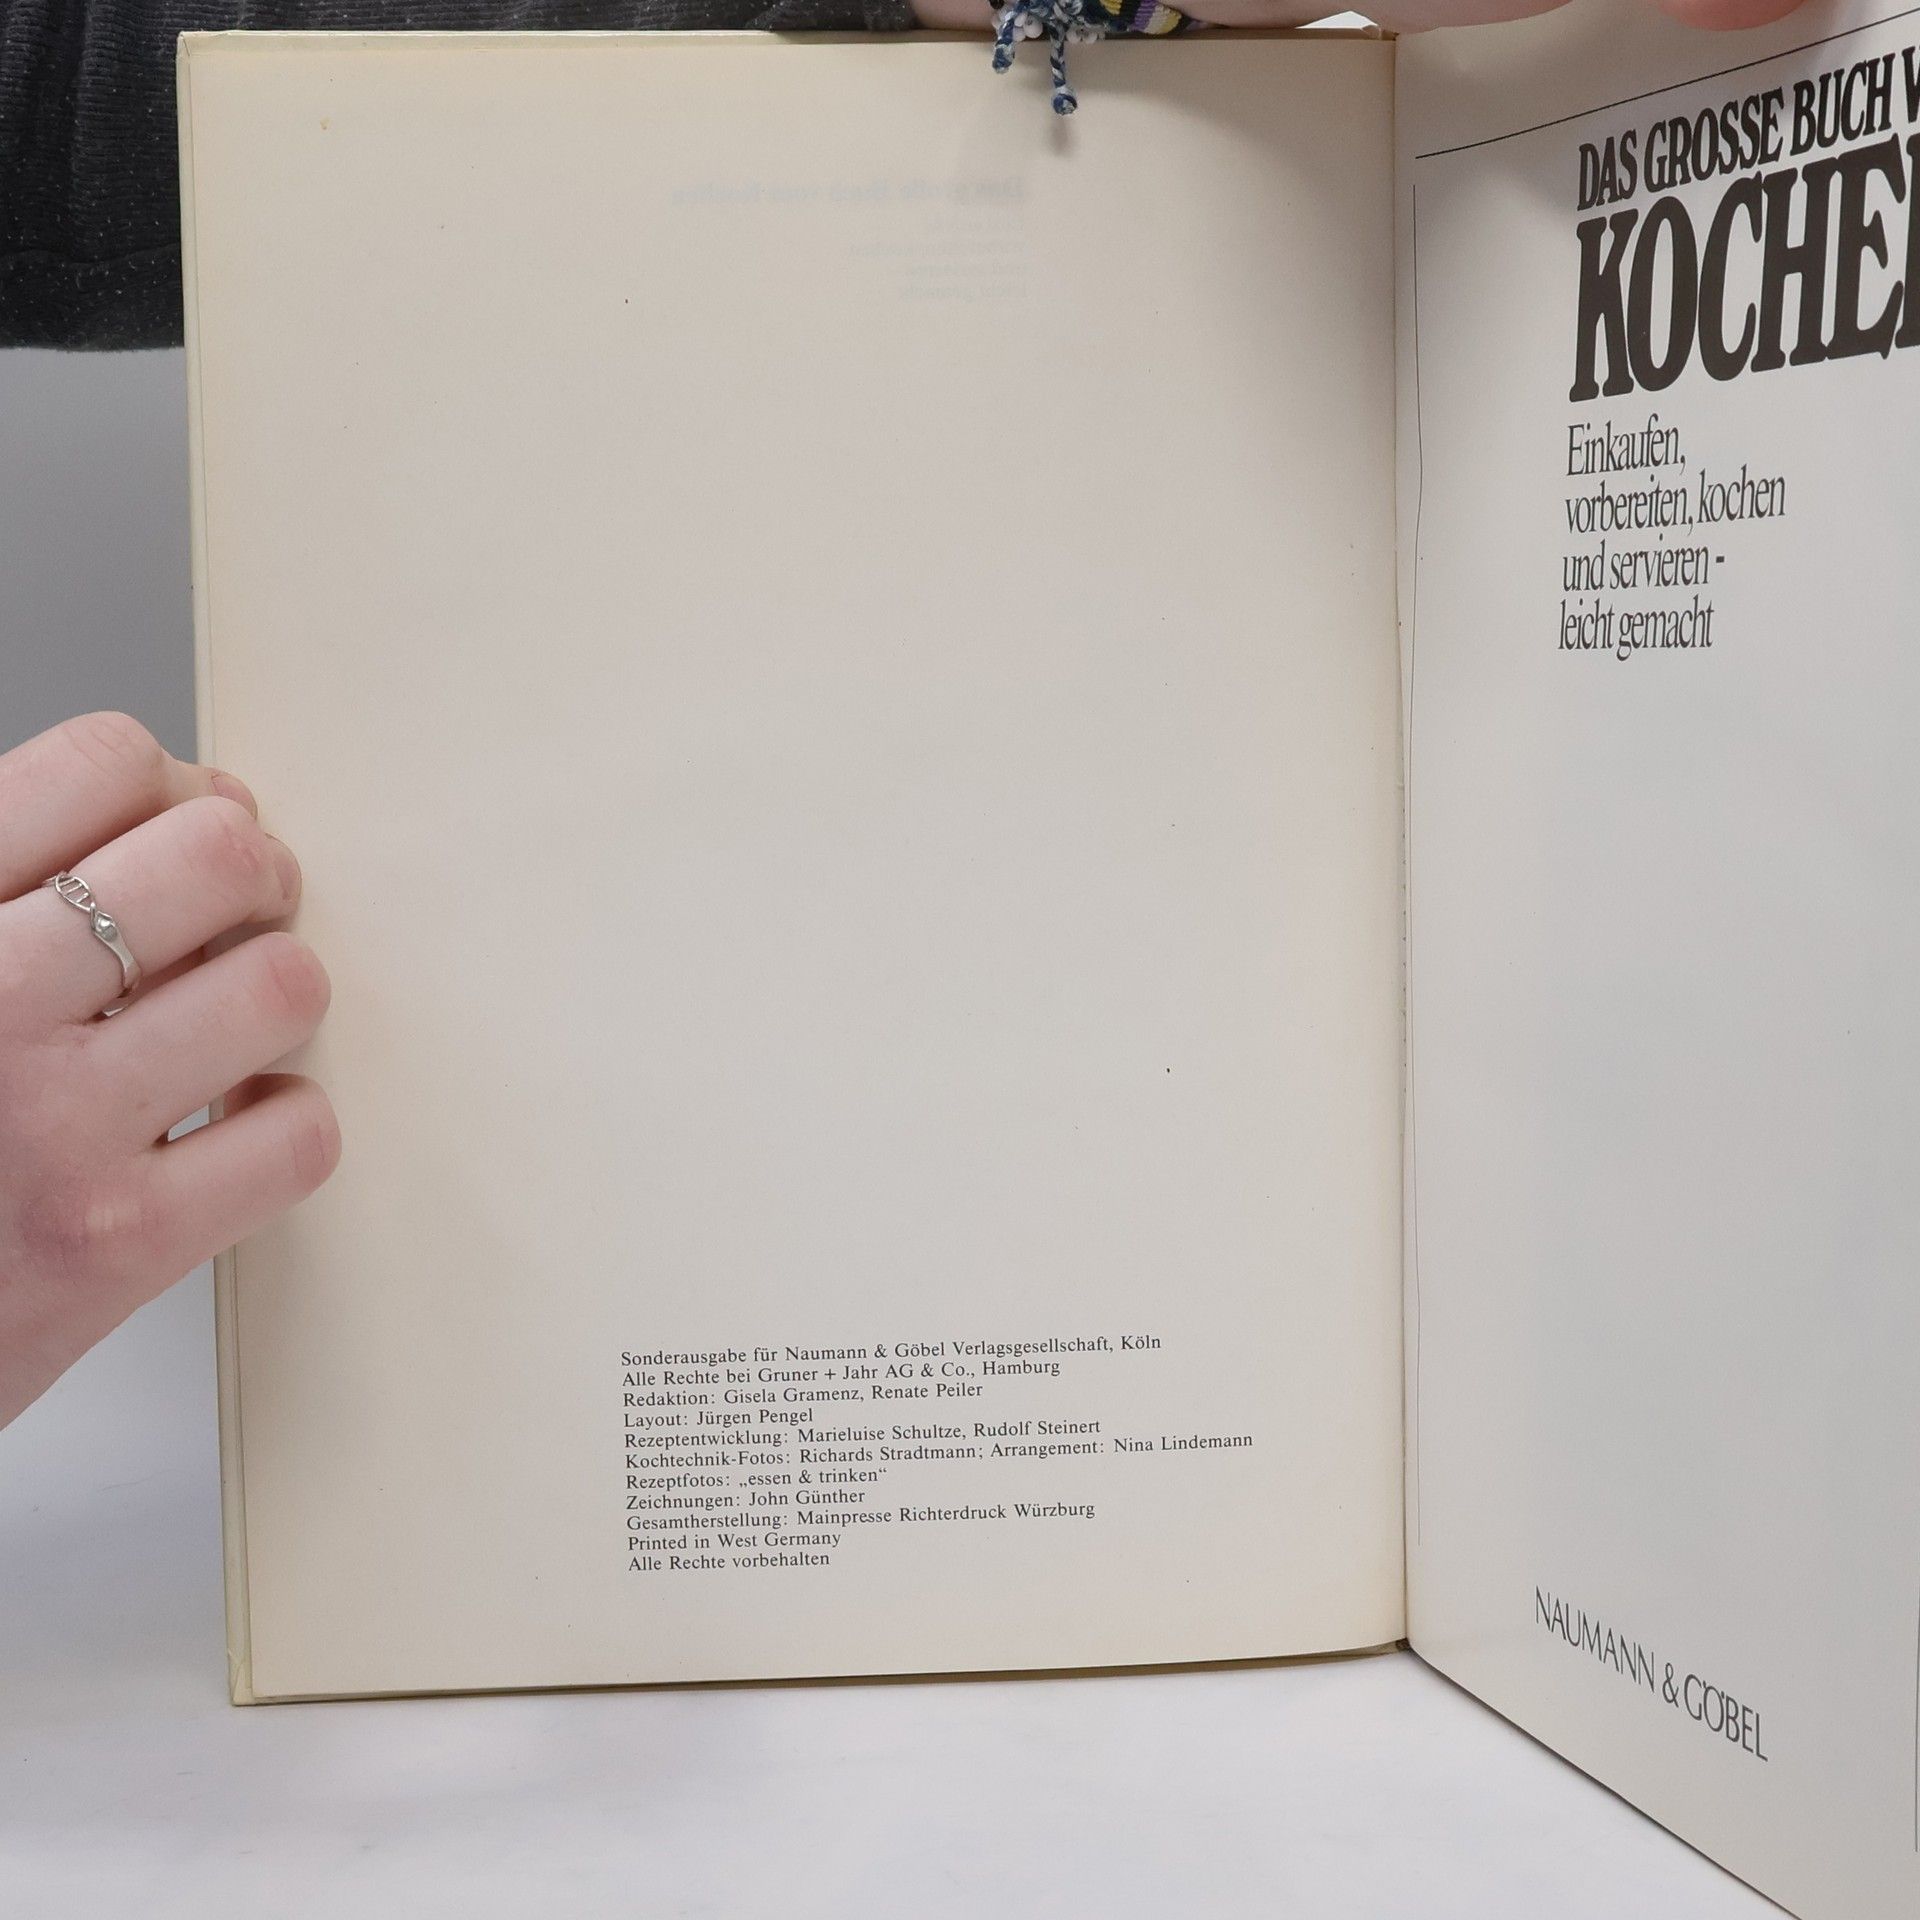 Sonderausgabe für Naumann & Göbel Verlagsgesellschaft, Köln
Alle Rechte bei Gruner + Jahr AG & Co., Hamburg
Redaktion: Gisela Gramenz, Renate Peiler
Layout: Jürgen Pengel
Rezeptentwicklung: Marieluise Schultze, Rudolf Steinert
Kochtechnik-Fotos: Richards Stradtmann; Arrangement: Nina Lindemann
Rezeptfotos: „essen & trinken“
Zeichnungen: John Günther
Gesamtherstellung: Mainpresse Richterdruck Würzburg
Printed in West Germany
Alle Rechte vorbehalten
DAS GROSSE BUCH
KOCHE
Einkaufen,
vorbereiten, kochen
und servieren -
leicht gemacht
NAUMANN & GÖBEL